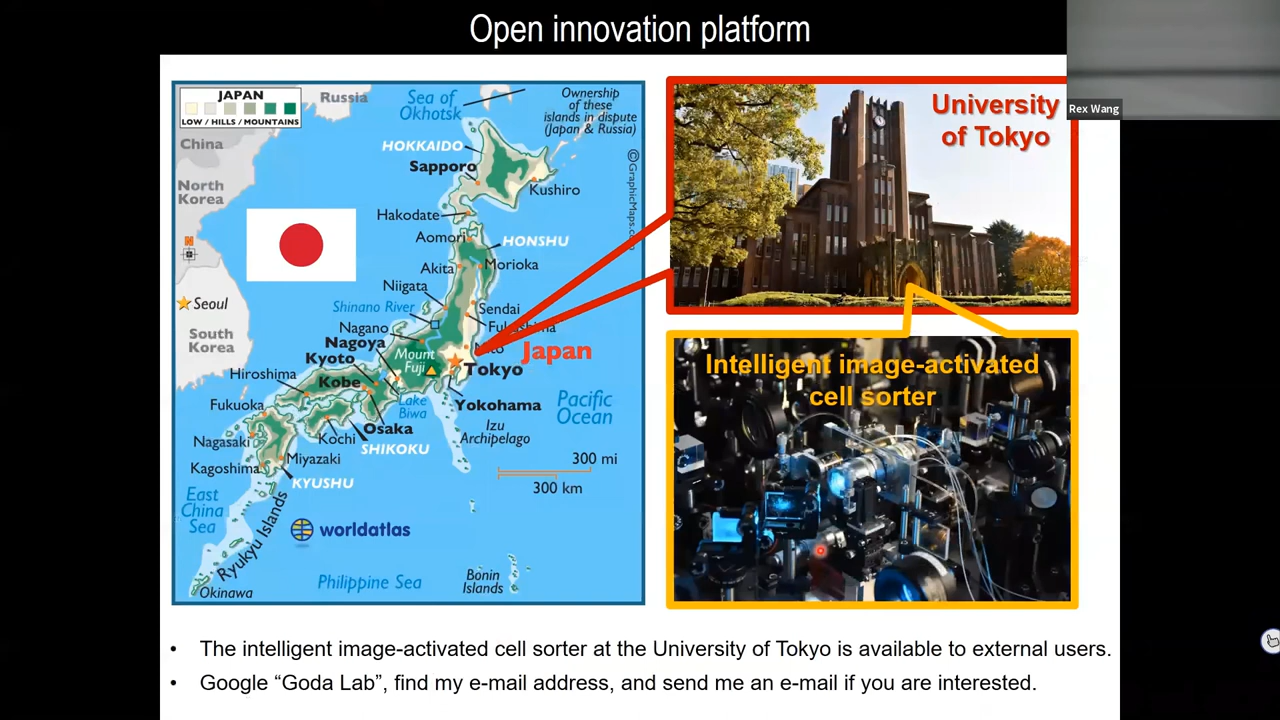 Open innovation platform
Rex Wang
JAPAN
LOW / HILLS / MOUNTAINS
Russia
China
North
Korea
N
Seoul
South
Korea
Sea of
Okhotsk
Ownership
of these
islands in dispute
(Japan & Russia)
©GraphicMaps.com
HOKKAIDO
Sapporo
Kushiro
Hakodate
Aomori
HONSHU
Akita
Morioka
Niigata
Shinano River
Sendai
Fukushima
Nagano
Nagoya
Mito
Japan
Kyoto
Mount
Fuji
Tokyo
Hiroshima
Kobe
Lake
Biwa
Yokohama
Pacific
Ocean
Fukuoka
Osaka
Izu
Archipelago
Nagasaki
Kochi
SHIKOKU
Kagoshima
Miyazaki
300 mi
KYUSHU
300 km
East
China
Sea
Ryukyu Islands
worldatlas
Philippine Sea
Bonin
Islands
Okinawa
University
of Tokyo
Intelligent image-activated
cell sorter
• The intelligent image-activated cell sorter at the University of Tokyo is available to external users.
• Google “Goda Lab”, find my e-mail address, and send me an e-mail if you are interested.